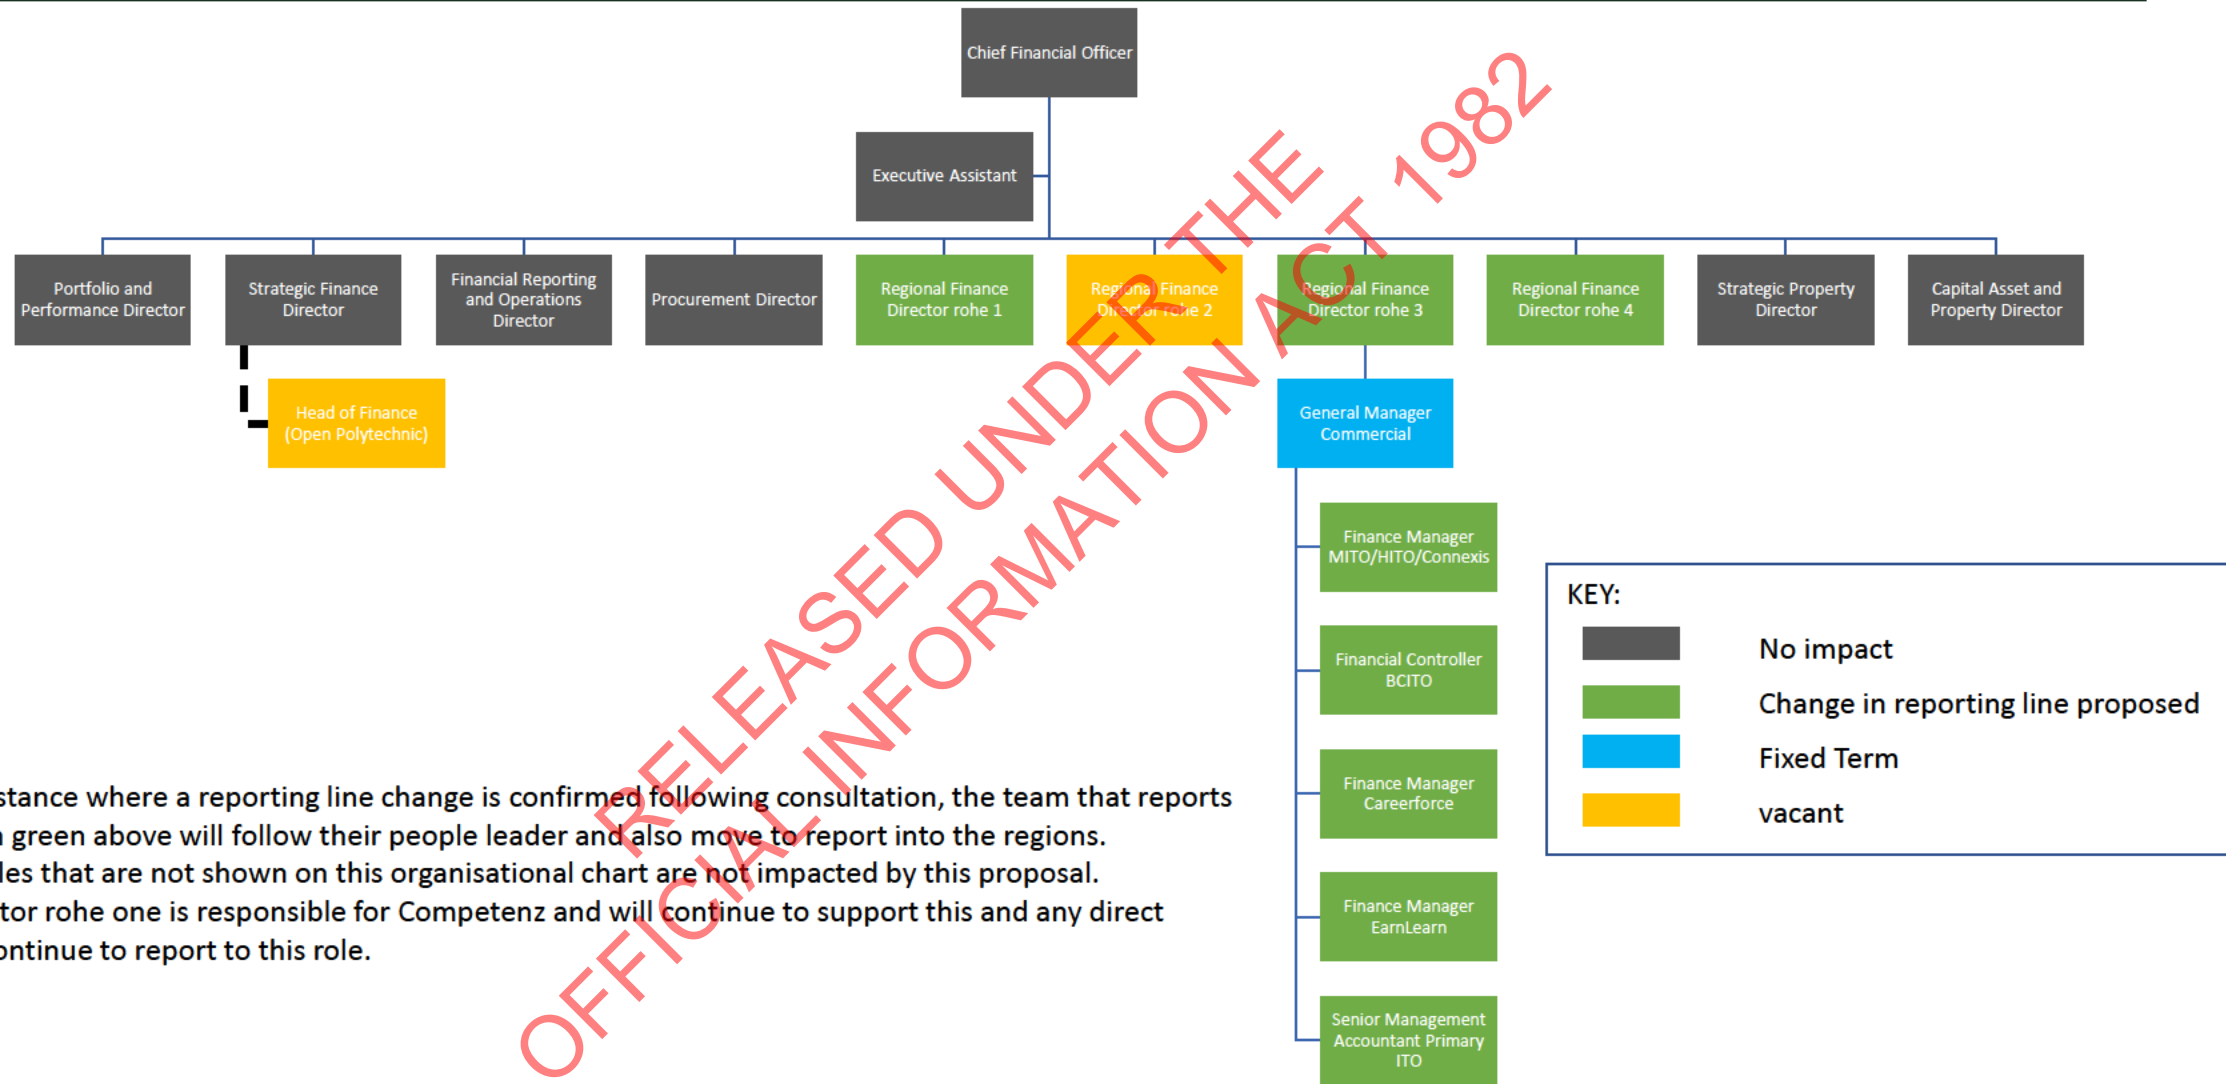 Chief Financial Officer
Executive Assistant
Portfolio and
Performance Director
Strategic Finance
Director
Financial Reporting
and Operations
Director
Procurement Director
Regional Finance
Director rohe 1
Regional Finance
Director rohe 2
Regional Finance
Director rohe 3
Regional Finance
Director rohe 4
Strategic Property
Director
Capital Asset and
Property Director
Head of Finance
(Open Polytechnic)
General Manager
Commercial
Finance Manager
MITO/HITO/Connexis
Financial Controller
BCITO
Finance Manager
Careerforce
Finance Manager
EarnLearn
Senior Management
Accountant Primary
ITO
KEY:
No impact
Change in reporting line proposed
Fixed Term
vacant
stance where a reporting line change is confirmed following consultation, the team that reports
green above will follow their people leader and also move to report into the regions.
les that are not shown on this organisational chart are not impacted by this proposal.
tor rohe one is responsible for Competenz and will continue to support this and any direct
ontinue to report to this role.
RELEASED UNDER THE
OFFICIAL INFORMATION ACT 1982